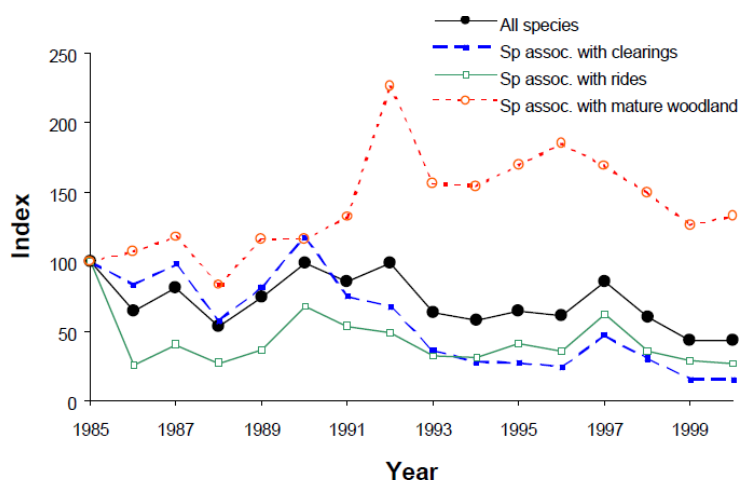 All species
Sp assoc. with clearings
Sp assoc. with rides
Sp assoc. with mature woodland
250
200
150
100
50
0
Index
1985 1987 1989 1991 1993 1995 1997 1999
Year